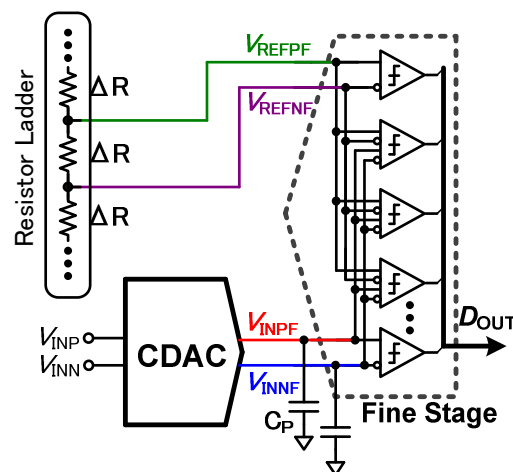 Resistor Ladder
ΔR
ΔR
ΔR
VREFPF
VREFNF
VINP
VINN
CDAC
VINPF
VINNF
CP
DOUT
Fine Stage